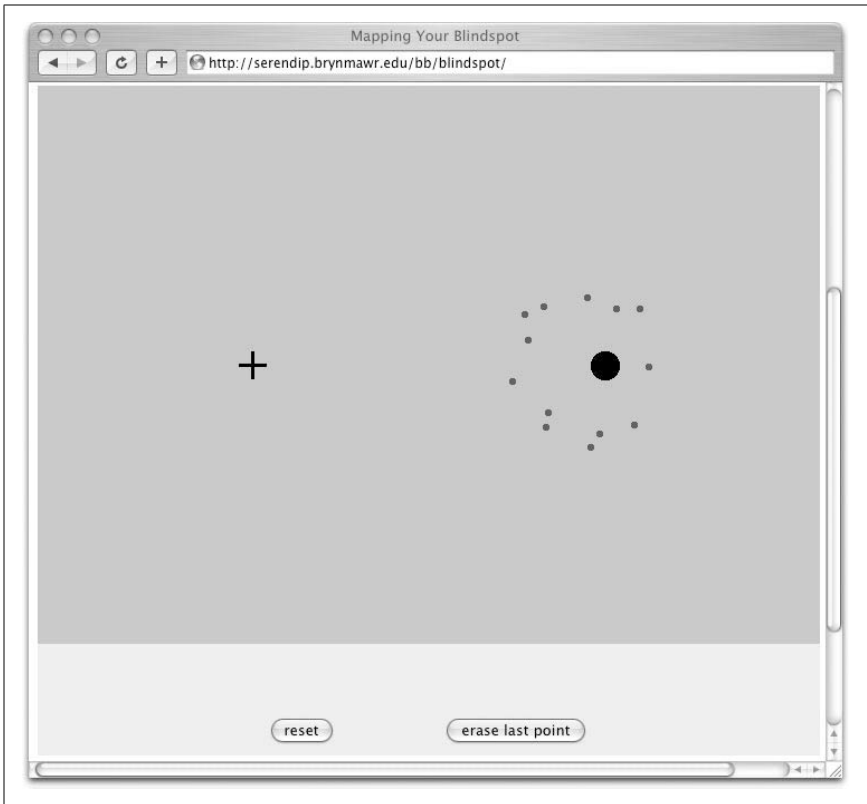 Mapping Your Blindspot
http://serendip.brynmawr.edu/bb/blindspot/
reset erase last point